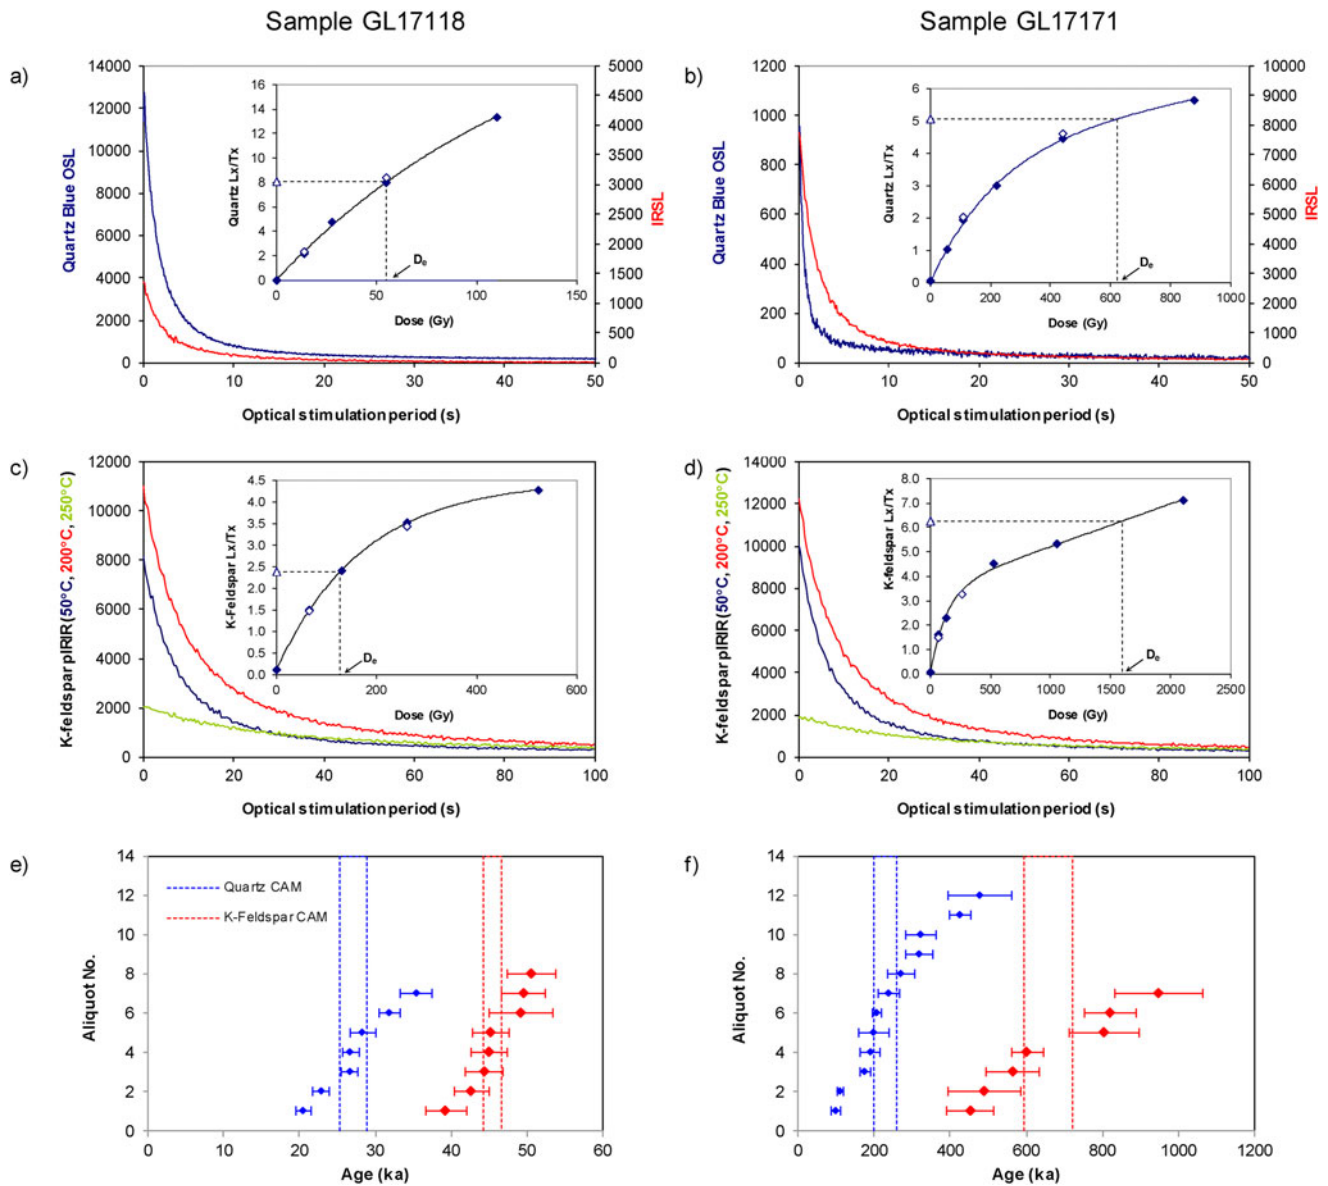 Sample GL17118
Sample GL17171
a)
14000
12000
10000
8000
6000
4000
2000
0
Quartz Blue OSL
5000
4500
4000
3500
3000
2500
2000
1500
1000
500
0
IRSL
0 10 20 30 40 50
Optical stimulation period (s)
16
14
12
10
8
6
4
2
0
Quartz Lx/Tx
De
0 50 100 150
Dose (Gy)
b)
1200
1000
800
600
400
200
0
Quartz Blue OSL
10000
9000
8000
7000
6000
5000
4000
3000
2000
1000
0
IRSL
0 10 20 30 40 50
Optical stimulation period (s)
6
5
4
3
2
1
0
Quartz Lx/Tx
De
0 200 400 600 800 1000
Dose (Gy)
c)
12000
10000
8000
6000
4000
2000
0
K-feldspar pIRIR (50°C, 200°C, 250°C)
0 20 40 60 80 100
Optical stimulation period (s)
4.5
4.0
3.5
3.0
2.5
2.0
1.5
1.0
0.5
0.0
K-Feldspar Lx/Tx
De
0 200 400 600
Dose (Gy)
d)
14000
12000
10000
8000
6000
4000
2000
0
K-feldspar pIRIR (50°C, 200°C, 250°C)
0 20 40 60 80 100
Optical stimulation period (s)
8.0
7.0
6.0
5.0
4.0
3.0
2.0
1.0
0.0
K-feldspar Lx/Tx
De
0 500 1000 1500 2000 2500
Dose (Gy)
e)
14
12
10
8
6
4
2
0
Aliquot No.
Quartz CAM
K-Feldspar CAM
0 10 20 30 40 50 60
Age (ka)
f)
14
12
10
8
6
4
2
0
Aliquot No.
0 200 400 600 800 1000 1200
Age (ka)